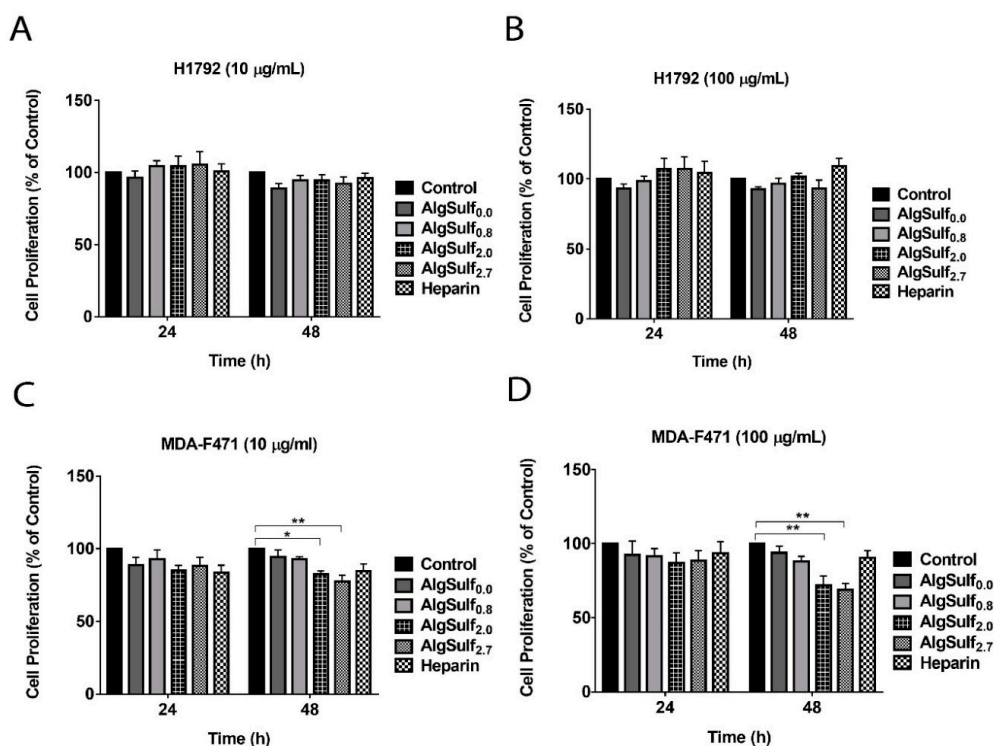 A
H1792 (10 μg/mL)
Cell Proliferation (% of Control)
150
100
50
0
24
48
Time (h)
Control
AlgSulf0.0
AlgSulf0.8
AlgSulf2.0
AlgSulf2.7
Heparin
B
H1792 (100 μg/mL)
Cell Proliferation (% of Control)
150
100
50
0
24
48
Time (h)
Control
AlgSulf0.0
AlgSulf0.8
AlgSulf2.0
AlgSulf2.7
Heparin
C
MDA-F471 (10 μg/ml)
Cell Proliferation (% of Control)
150
100
50
0
**
*
24
48
Time (h)
Control
AlgSulf0.0
AlgSulf0.8
AlgSulf2.0
AlgSulf2.7
Heparin
D
MDA-F471 (100 μg/mL)
Cell Proliferation (% of Control)
150
100
50
0
**
**
24
48
Time (h)
Control
AlgSulf0.0
AlgSulf0.8
AlgSulf2.0
AlgSulf2.7
Heparin